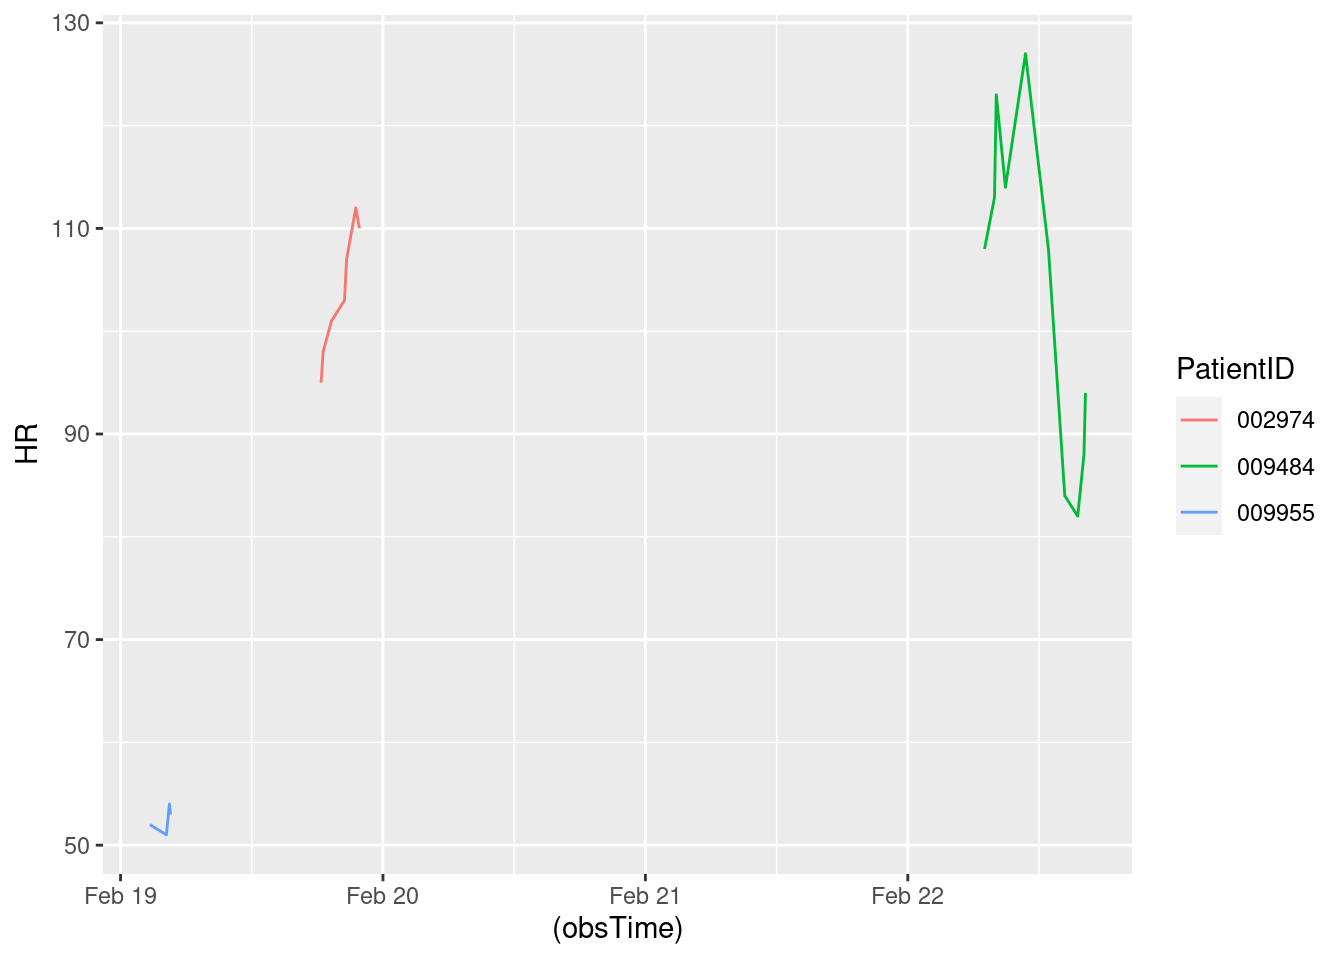 130
110
90
70
50
HR
Feb 19
Feb 20
Feb 21
Feb 22
(obsTime)
PatientID
002974
009484
009955